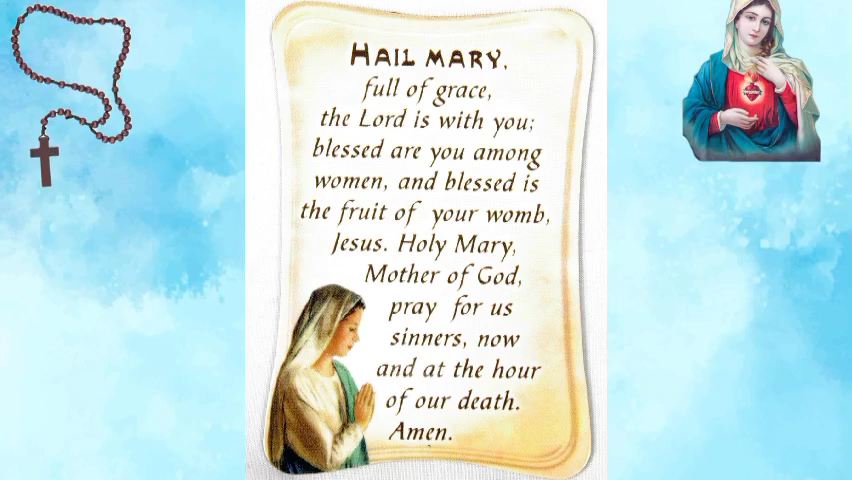 HAIL MARY,
full of grace,
the Lord is with you;
blessed are you among
women, and blessed is
the fruit of your womb,
Jesus. Holy Mary,
Mother of God,
pray for us
sinners, now
and at the hour
of our death.
Amen.